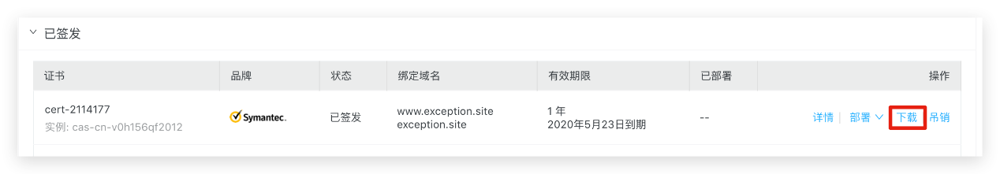 已签发
证书 品牌 状态 绑定域名 有效期限 已部署 操作
cert-2114177
实例: cas-cn-v0h156qf2012
Symantec.
已签发
www.exception.site
exception.site
1 年
2020年5月23日到期
--
详情 | 部署 下载 吊销